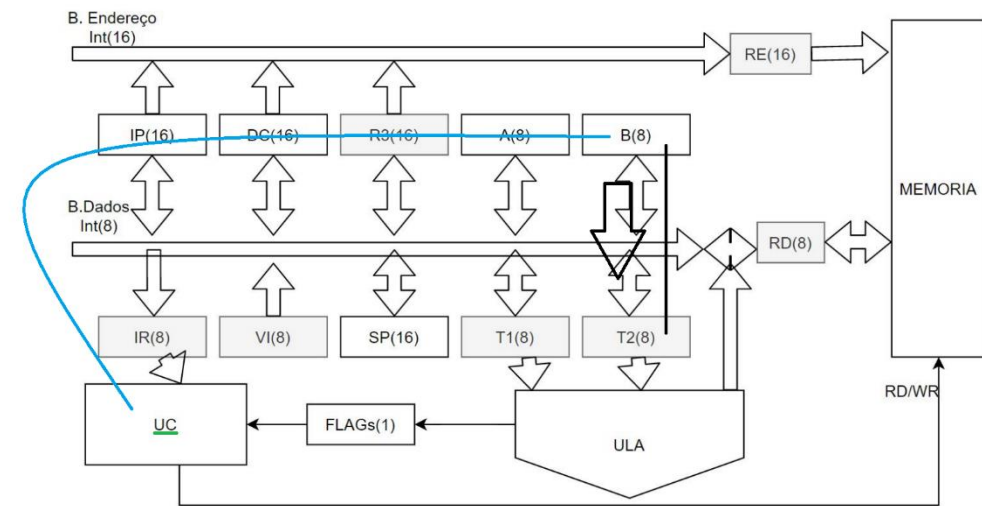 B. Endereço
Int(16)
RE(16)
IP(16)
DC(16)
R3(16)
A(8)
B(8)
MEMORIA
B.Dados
Int(8)
RD(8)
IR(8)
VI(8)
SP(16)
T1(8)
T2(8)
RD/WR
UC
FLAGs(1)
ULA